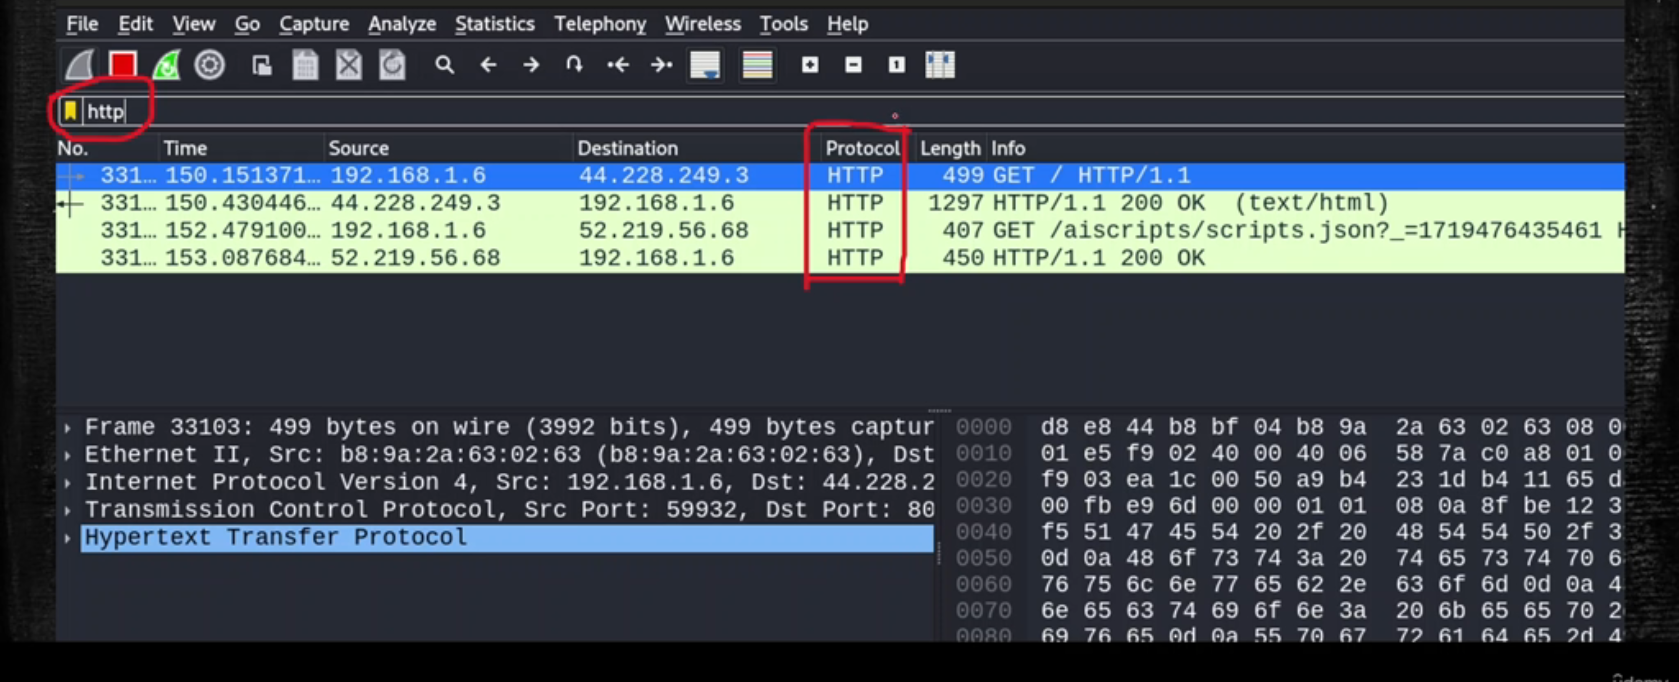 File Edit View Go Capture Analyze Statistics Telephony Wireless Tools Help
http
No. Time Source Destination Protocol Length Info
331… 150.151371… 192.168.1.6 44.228.249.3 HTTP 499 GET / HTTP/1.1
331… 150.430446… 44.228.249.3 192.168.1.6 HTTP 1297 HTTP/1.1 200 OK (text/html)
331… 152.479100… 192.168.1.6 52.219.56.68 HTTP 407 GET /aiscripts/scripts.json?_=1719476435461 H
331… 153.087684… 52.219.56.68 192.168.1.6 HTTP 450 HTTP/1.1 200 OK
Frame 33103: 499 bytes on wire (3992 bits), 499 bytes captur
Ethernet II, Src: b8:9a:2a:63:02:63 (b8:9a:2a:63:02:63), Dst
Internet Protocol Version 4, Src: 192.168.1.6, Dst: 44.228.2
Transmission Control Protocol, Src Port: 59932, Dst Port: 80
Hypertext Transfer Protocol
0000 d8 e8 44 b8 bf 04 b8 9a 2a 63 02 63 08 0
0010 01 e5 f9 02 40 00 40 06 58 7a c0 a8 01 0
0020 f9 03 ea 1c 00 50 a9 b4 23 1d b4 11 65 d
0030 00 fb e9 6d 00 00 01 01 08 0a 8f be 12 3
0040 f5 51 47 45 54 20 2f 20 48 54 54 50 2f 3
0050 0d 0a 48 6f 73 74 3a 20 74 65 73 74 70 6
0060 76 75 6c 6e 77 65 62 2e 63 6f 6d 0d 0a 4
0070 6e 65 63 74 69 6f 6e 3a 20 6b 65 65 70 2
0080 69 76 65 0d 0a 55 70 67 72 61 64 65 2d 4